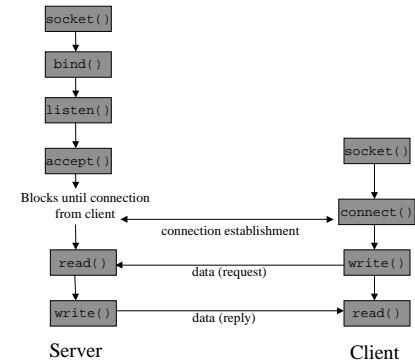 socket()
bind()
listen()
accept()
Blocks until connection
from client
read()
write()
Server
socket()
connect()
connection establishment
write()
data (request)
read()
data (reply)
Client